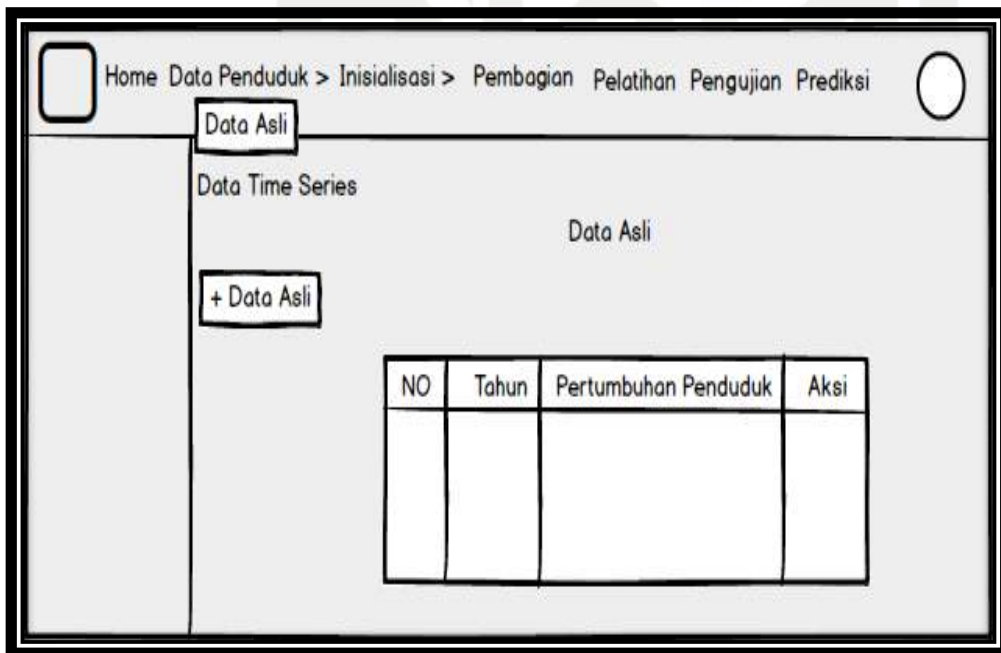 Home Data Penduduk > Inisialisasi > Pembagian Pelatihan Pengujian Prediksi
Data Asli
Data Time Series
Data Asli
+ Data Asli
NO Tahun Pertumbuhan Penduduk Aksi